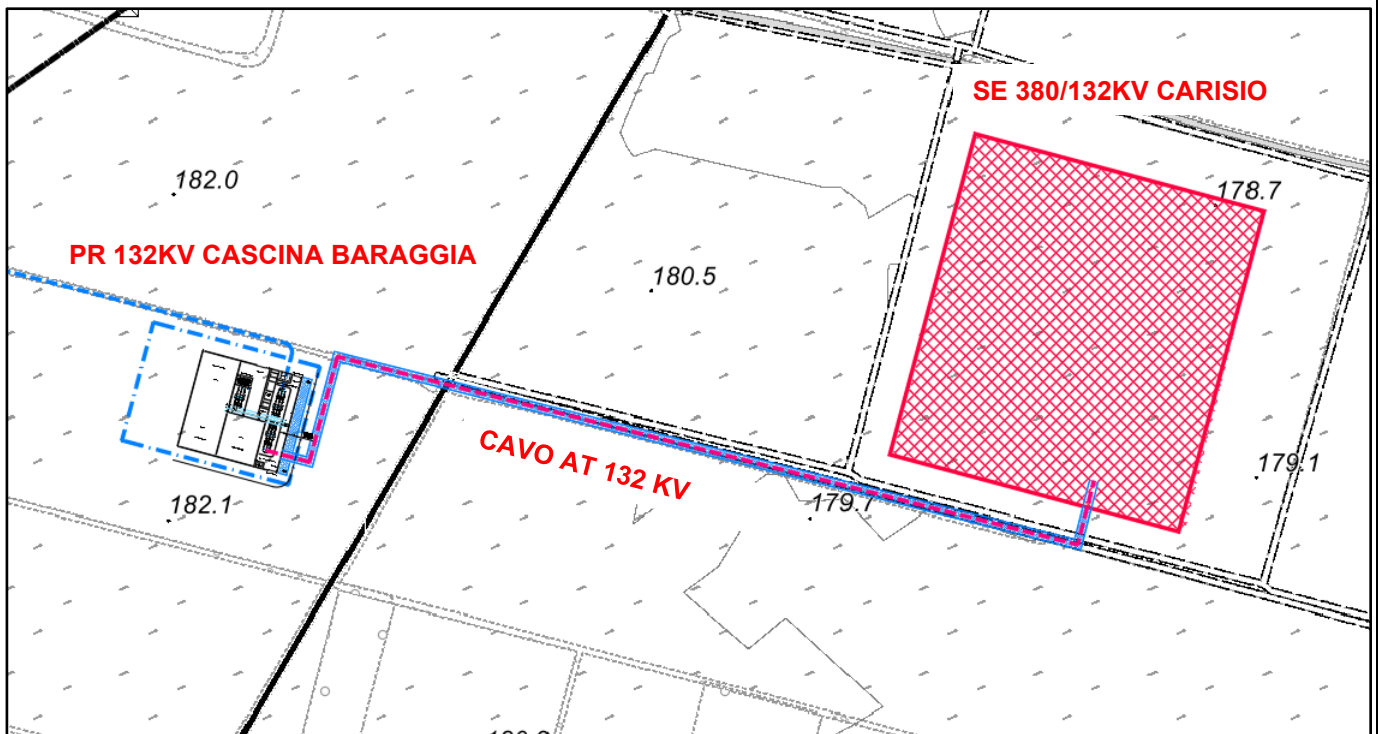 SE 380/132KV CARISIO
182.0
178.7
PR 132KV CASCINA BARAGGIA
180.5
CAVO AT 132 KV
179.1
182.1
179.7